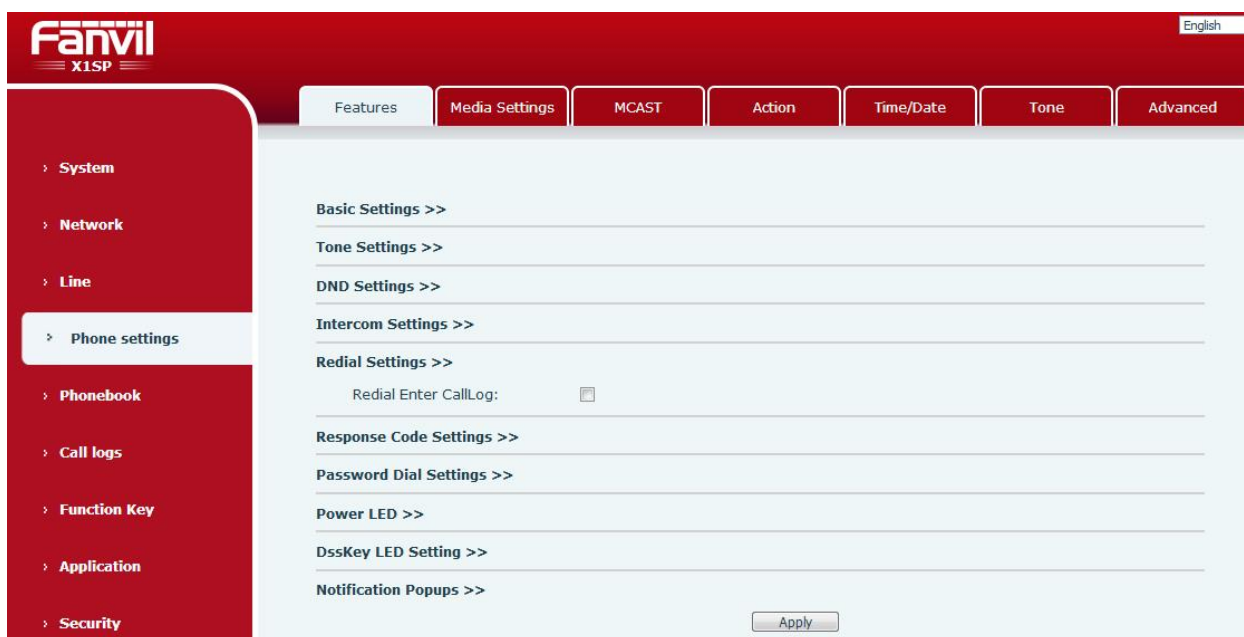 Fanvil
X1SP
English
Features
Media Settings
MCAST
Action
Time/Date
Tone
Advanced
› System
› Network
› Line
› Phone settings
› Phonebook
› Call logs
› Function Key
› Application
› Security
Basic Settings >>
Tone Settings >>
DND Settings >>
Intercom Settings >>
Redial Settings >>
Redial Enter CallLog:
Response Code Settings >>
Password Dial Settings >>
Power LED >>
DssKey LED Setting >>
Notification Popups >>
Apply